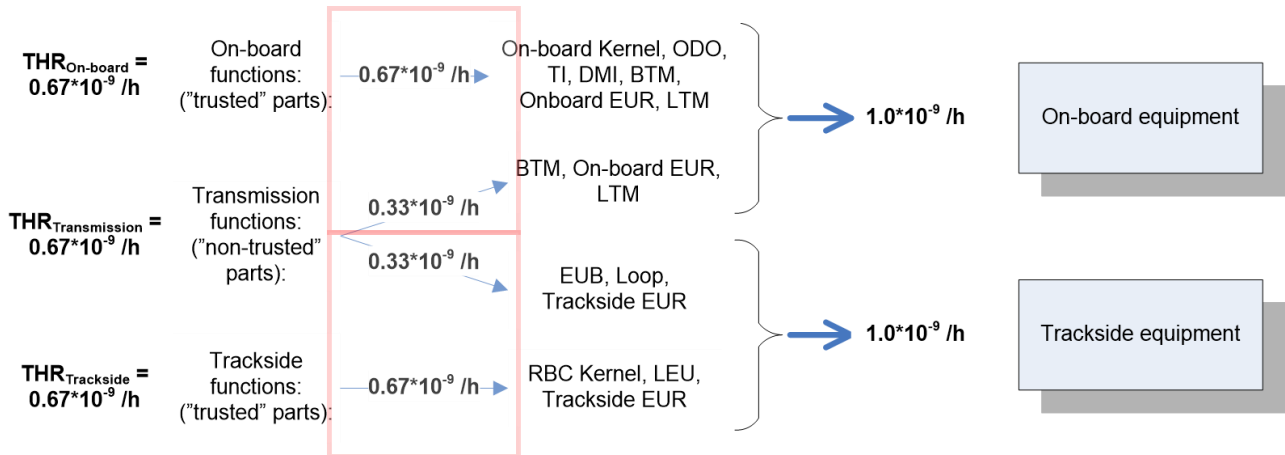 THR_On-board =
0.67*10^-9 /h
On-board
functions:
("trusted" parts):
0.67*10^-9 /h
On-board Kernel, ODO,
TI, DMI, BTM,
Onboard EUR, LTM
1.0*10^-9 /h
On-board equipment
THR_Transmission =
0.67*10^-9 /h
Transmission
functions:
("non-trusted"
parts):
0.33*10^-9 /h
BTM, On-board EUR,
LTM
0.33*10^-9 /h
EUB, Loop,
Trackside EUR
THR_Trackside =
0.67*10^-9 /h
Trackside
functions:
("trusted" parts):
0.67*10^-9 /h
RBC Kernel, LEU,
Trackside EUR
1.0*10^-9 /h
Trackside equipment